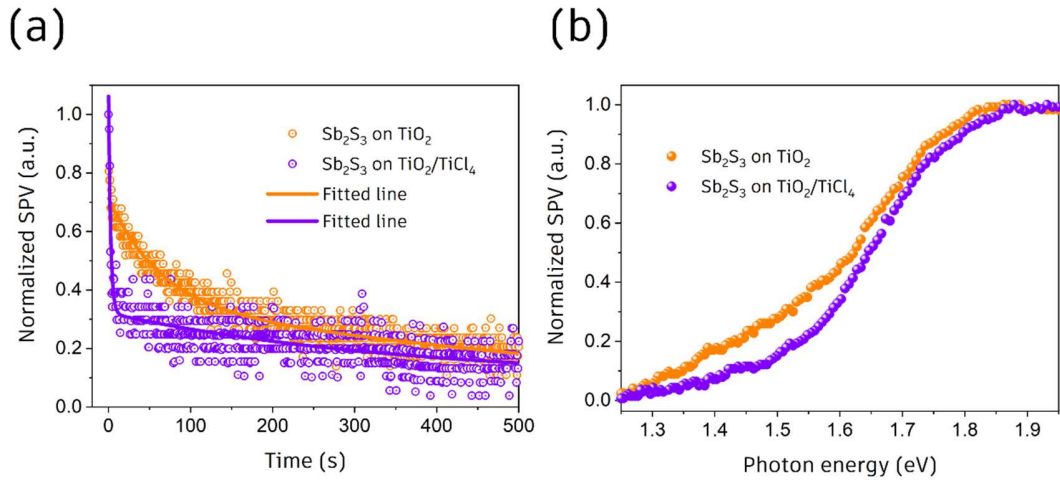 (a)
Normalized SPV (a.u.)
1.0
0.8
0.6
0.4
0.2
0.0
Sb₂S₃ on TiO₂
Sb₂S₃ on TiO₂/TiCl₄
Fitted line
Fitted line
0 100 200 300 400 500
Time (s)
(b)
Normalized SPV (a.u.)
1.0
0.8
0.6
0.4
0.2
0.0
Sb₂S₃ on TiO₂
Sb₂S₃ on TiO₂/TiCl₄
1.3 1.4 1.5 1.6 1.7 1.8 1.9
Photon energy (eV)